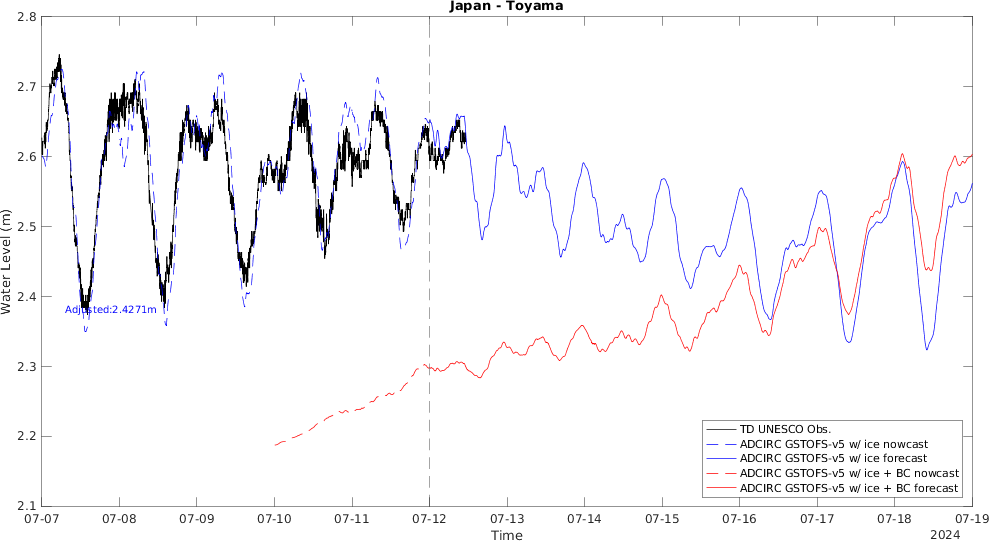 Japan - Toyama
2.8
2.7
2.6
2.5
2.4
2.3
2.2
2.1
Water Level (m)
Adjusted:2.4271m
TD UNESCO Obs.
ADCIRC GSTOFS-v5 w/ ice nowcast
ADCIRC GSTOFS-v5 w/ ice forecast
ADCIRC GSTOFS-v5 w/ ice + BC nowcast
ADCIRC GSTOFS-v5 w/ ice + BC forecast
07-07 07-08 07-09 07-10 07-11 07-12 07-13 07-14 07-15 07-16 07-17 07-18 07-19
Time
2024